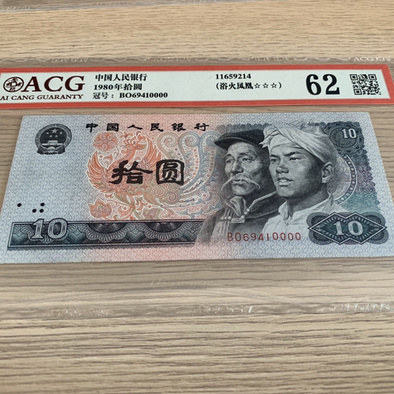 ACG
AI CANG GUARANTY
中国人民银行
1980年拾圆
冠号：BO69410000
11659214
(浴火凤凰☆☆☆)
62
中国人民银行
10
拾圆
10
10
BO69410000